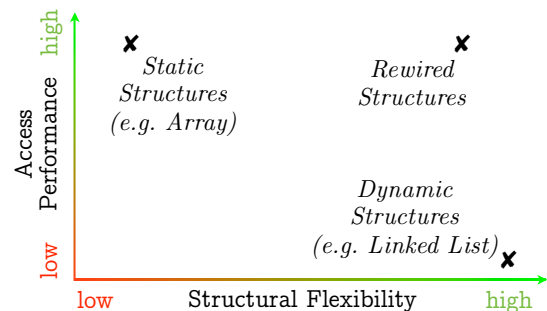 high
Access
Performance
low
Static
Structures
(e.g. Array)
Rewired
Structures
Dynamic
Structures
(e.g. Linked List)
low
Structural Flexibility
high